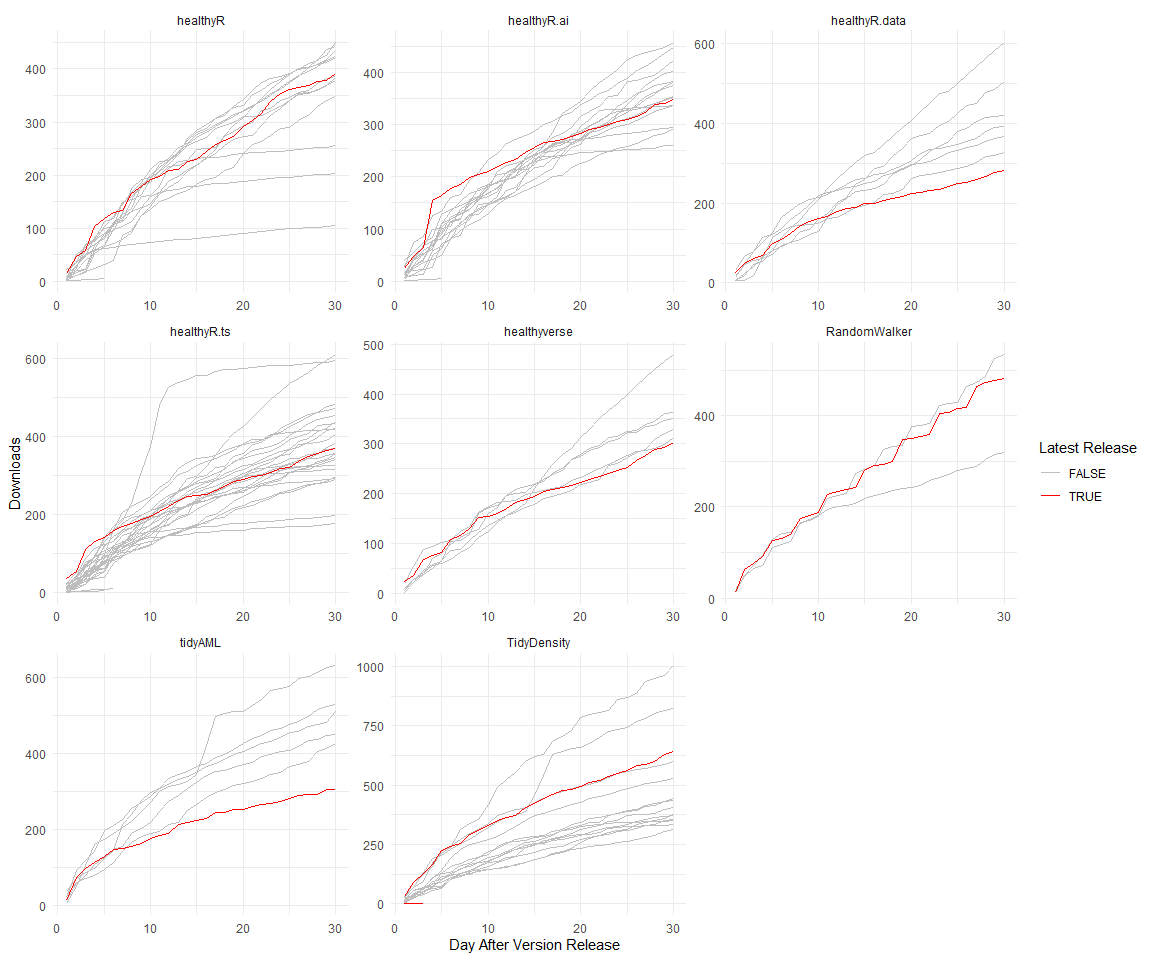 healthyR healthyR.ai healthyR.data
400 300 200 100 0
400 300 200 100 0
600 400 200 0
0 10 20 30 0 10 20 30 0 10 20 30
healthyR.ts healthyverse RandomWalker
600 400 200 0
500 400 300 200 100 0
400 200 0
0 10 20 30 0 10 20 30 0 10 20 30
tidyAML TidyDensity
600 400 200 0
1000 750 500 250 0
0 10 20 30 0 10 20 30
Downloads
Day After Version Release
Latest Release
FALSE
TRUE